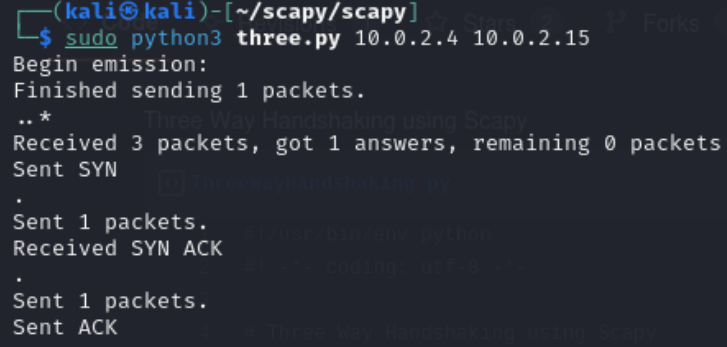 (kali㉿kali)-[~/scapy/scapy]
$ sudo python3 three.py 10.0.2.4 10.0.2.15
Begin emission:
Finished sending 1 packets.
..*
Received 3 packets, got 1 answers, remaining 0 packets
Sent SYN
.
Sent 1 packets.
Received SYN ACK
.
Sent 1 packets.
Sent ACK
Stars
Forks
Three Way Handshaking using Scapy
ThreeWayHandshaking.py
#!/usr/bin/env python
#! -*- coding: utf-8 -*-
# Three Way Handshaking using Scapy